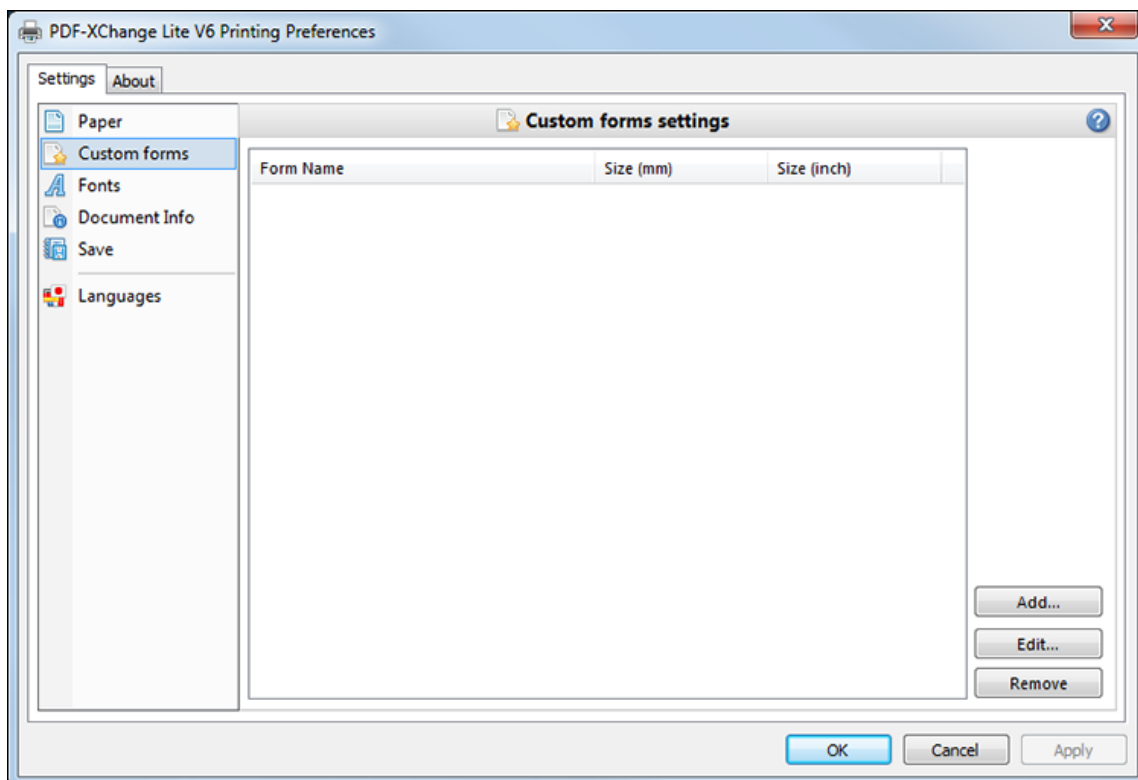 PDF-XChange Lite V6 Printing Preferences
Settings
About
Paper
Custom forms
Fonts
Document Info
Save
Languages
Custom forms settings
?
Form Name Size (mm) Size (inch)
Add...
Edit...
Remove
OK Cancel Apply